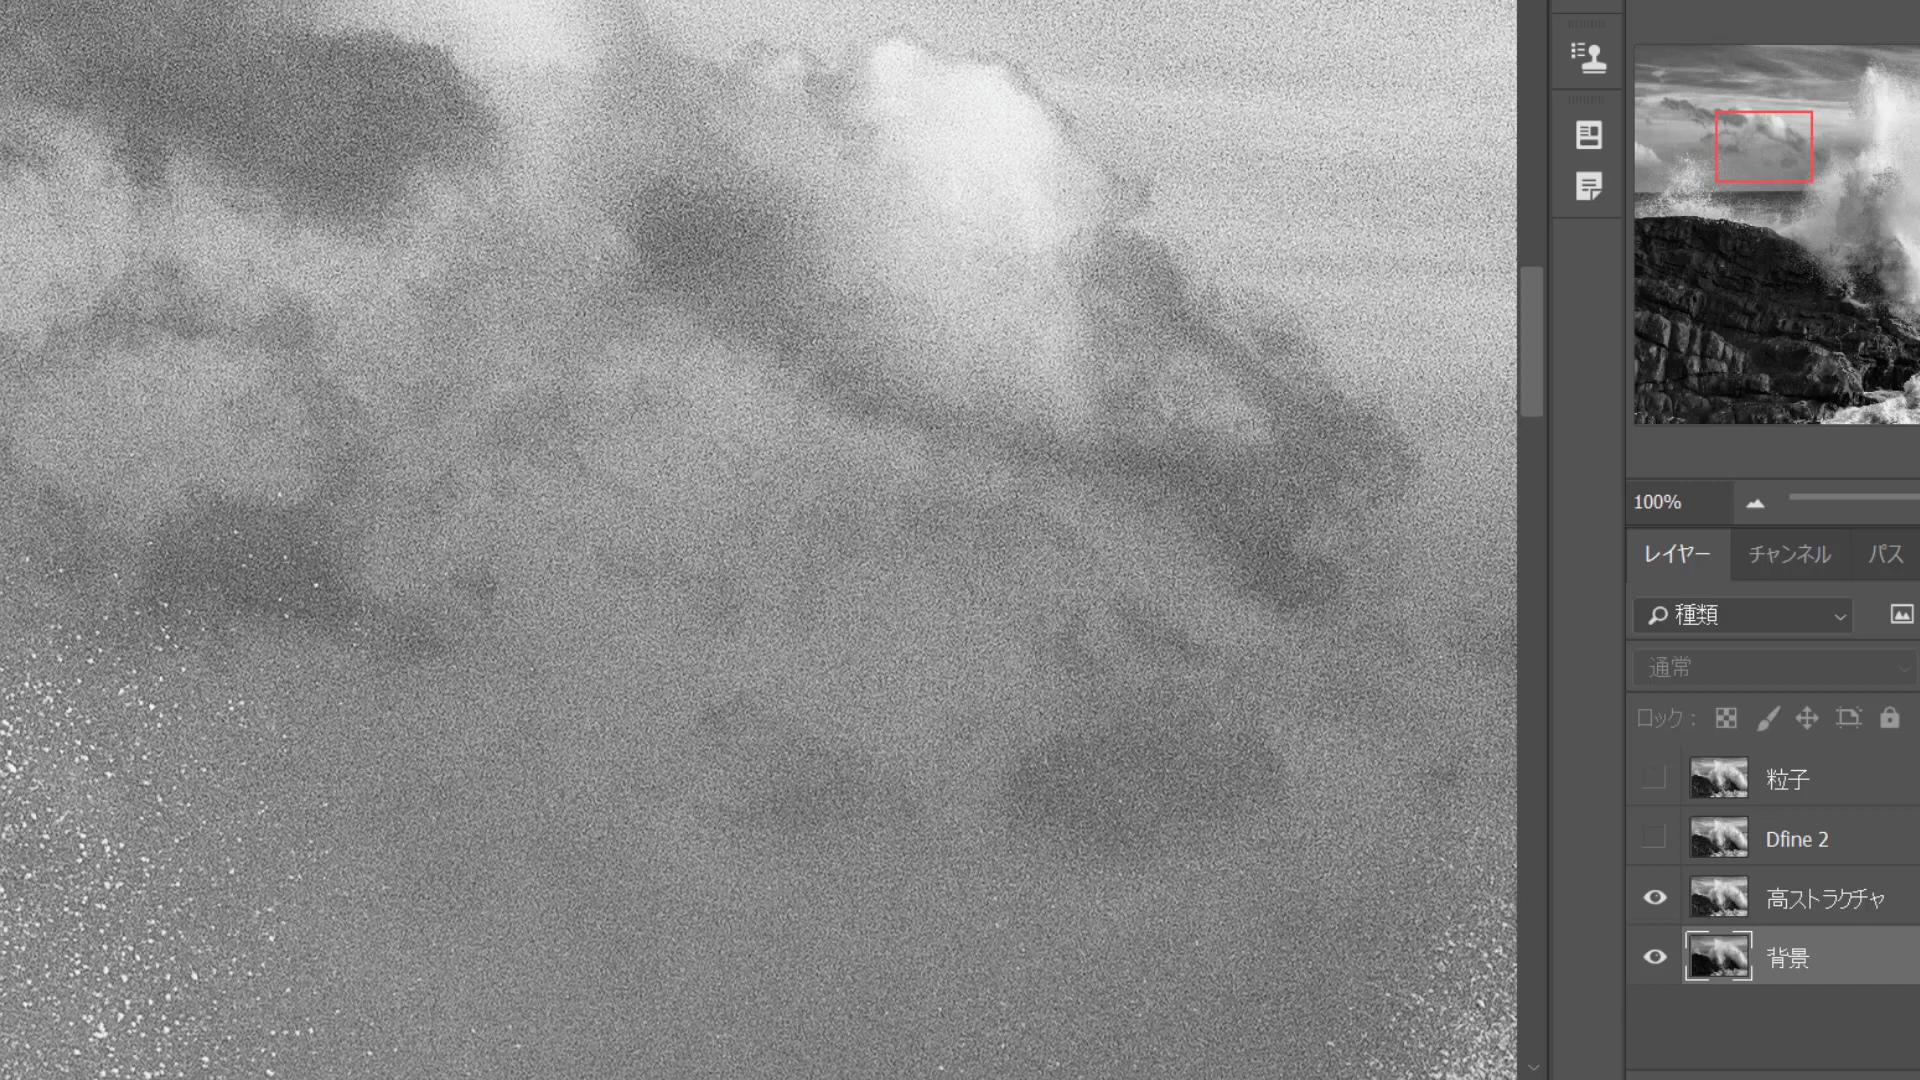 100%
レイヤー チャンネル パス
種類
通常
ロック :
粒子
Dfine 2
高ストラクチャ
背景